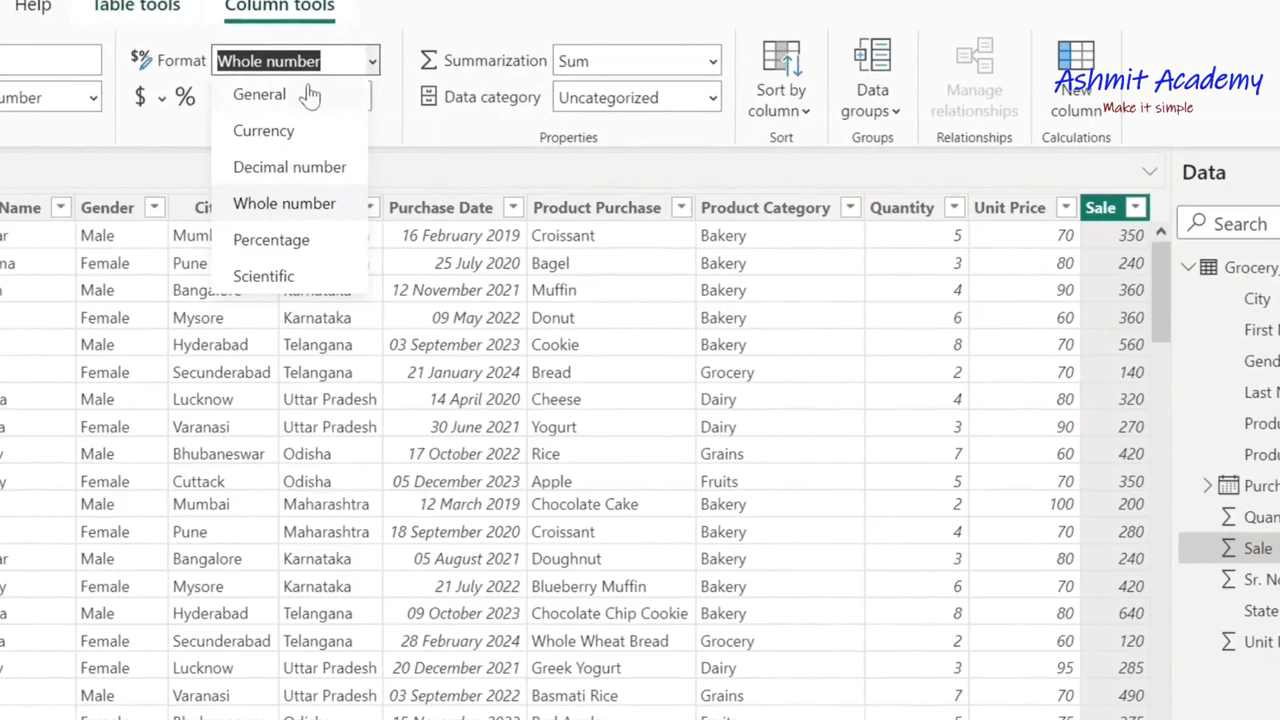 Help Table tools Column tools
Format Whole number
Summarization Sum
Data category Uncategorized
$ %
General
Currency
Decimal number
Whole number
Percentage
Scientific
Sort by column
Data groups
Manage relationships
New column
Properties Sort Groups Relationships Calculations
Ashmit Academy
Make it simple
Data
Search
Name Gender Purchase Date Product Purchase Product Category Quantity Unit Price Sale
Male 16 February 2019 Croissant Bakery 5 70 350
Female Pune 25 July 2020 Bagel Bakery 3 80 240
Male 12 November 2021 Muffin Bakery 4 90 360
Female Mysore Karnataka 09 May 2022 Donut Bakery 6 60 360
Male Hyderabad Telangana 03 September 2023 Cookie Bakery 8 70 560
Female Secunderabad Telangana 21 January 2024 Bread Grocery 2 70 140
Male Lucknow Uttar Pradesh 14 April 2020 Cheese Dairy 4 80 320
Female Varanasi Uttar Pradesh 30 June 2021 Yogurt Dairy 3 90 270
Male Bhubaneswar Odisha 17 October 2022 Rice Grains 7 60 420
Female Cuttack Odisha 05 December 2023 Apple Fruits 5 70 350
Male Mumbai Maharashtra 12 March 2019 Chocolate Cake Bakery 2 100 200
Female Pune Maharashtra 18 September 2020 Croissant Bakery 4 70 280
Male Bangalore Karnataka 05 August 2021 Doughnut Bakery 3 80 240
Female Mysore Karnataka 21 July 2022 Blueberry Muffin Bakery 6 70 420
Male Hyderabad Telangana 09 October 2023 Chocolate Chip Cookie Bakery 8 80 640
Female Secunderabad Telangana 28 February 2024 Whole Wheat Bread Grocery 2 60 120
Female Lucknow Uttar Pradesh 20 December 2021 Greek Yogurt Dairy 3 95 285
Male Varanasi Uttar Pradesh 03 September 2022 Basmati Rice Grains 7 70 490
Grocery
City
First
Last
Sale
Sr.
State
Unit